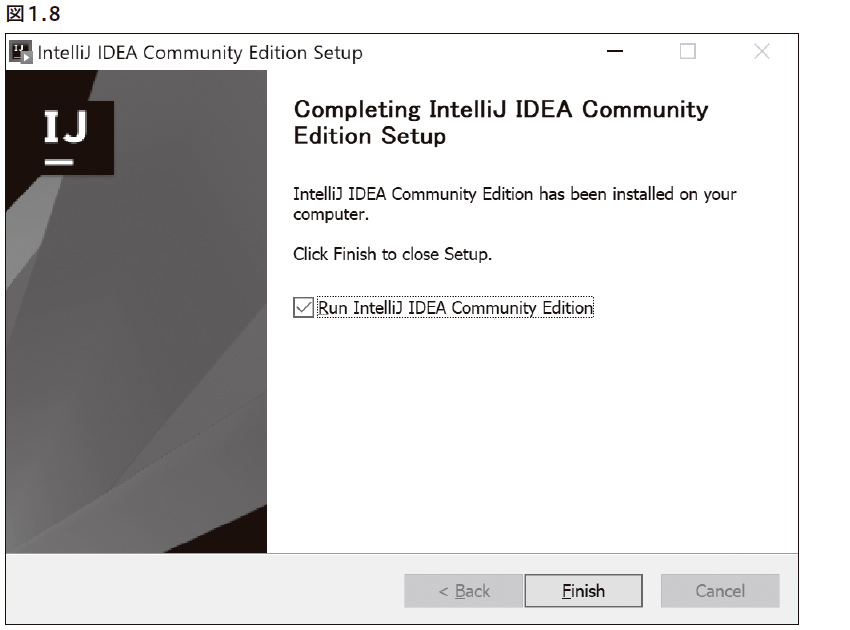 図1.8
IntelliJ IDEA Community Edition Setup
IJ
Completing IntelliJ IDEA Community
Edition Setup
IntelliJ IDEA Community Edition has been installed on your
computer.
Click Finish to close Setup.
Run IntelliJ IDEA Community Edition
< Back
Finish
Cancel